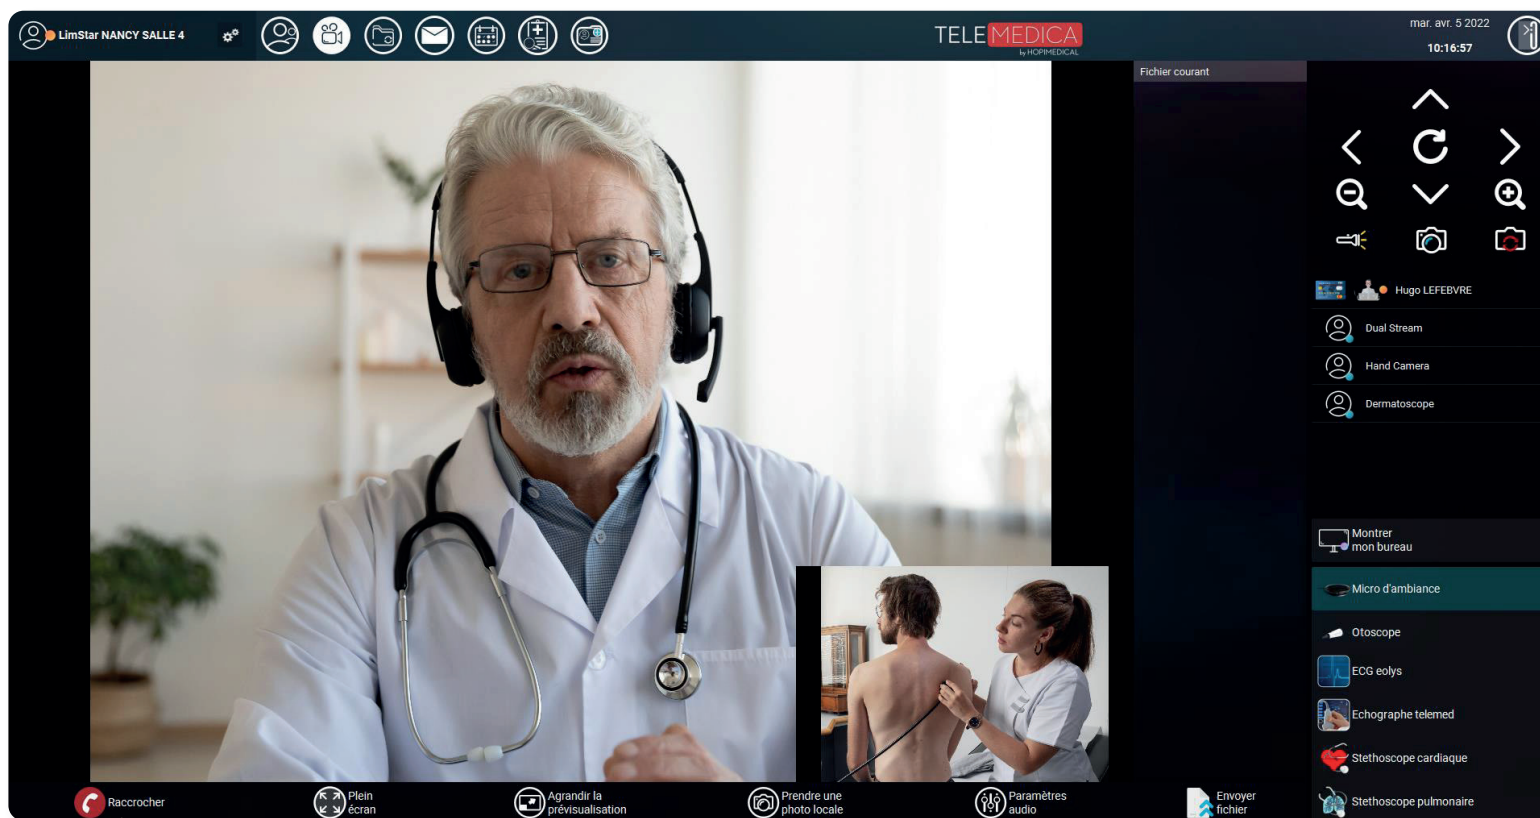 LimStar NANCY SALLE 4
TELEMEDICA
by HOPIMEDICAL
mar. avr. 5 2022
10:16:57
Fichier courant
Hugo LEFEBVRE
Dual Stream
Hand Camera
Dermatoscope
Montrer
mon bureau
Micro d'ambiance
Otoscope
ECG eolys
Echographe telemed
Stethoscope cardiaque
Stethoscope pulmonaire
Raccrocher
Plein
écran
Agrandir la
prévisualisation
Prendre une
photo locale
Paramètres
audio
Envoyer
fichier